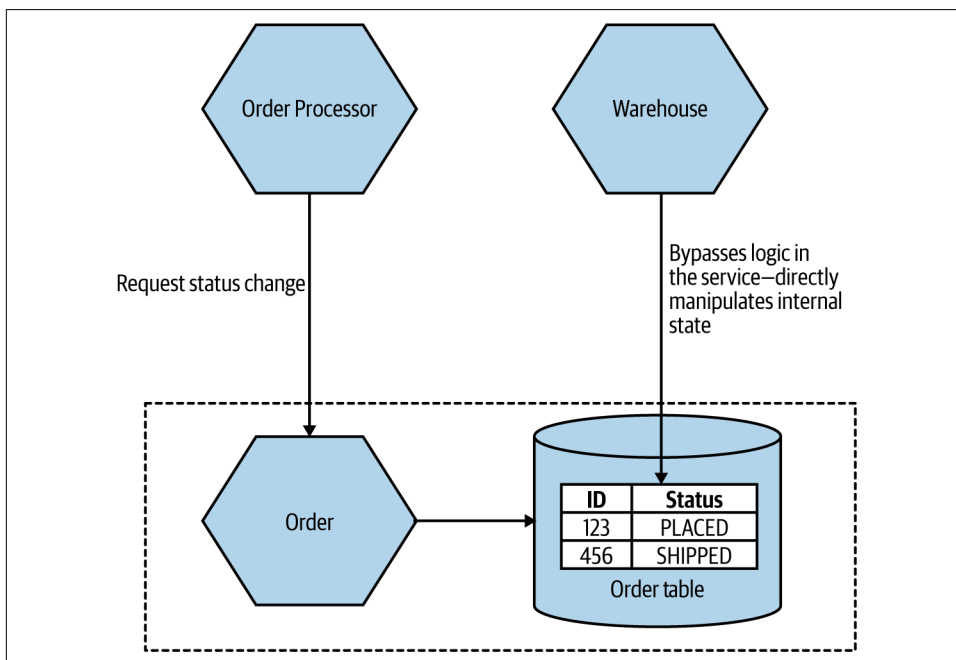 Order Processor
Warehouse
Request status change
Bypasses logic in
the service—directly
manipulates internal
state
Order
ID Status
123 PLACED
456 SHIPPED
Order table